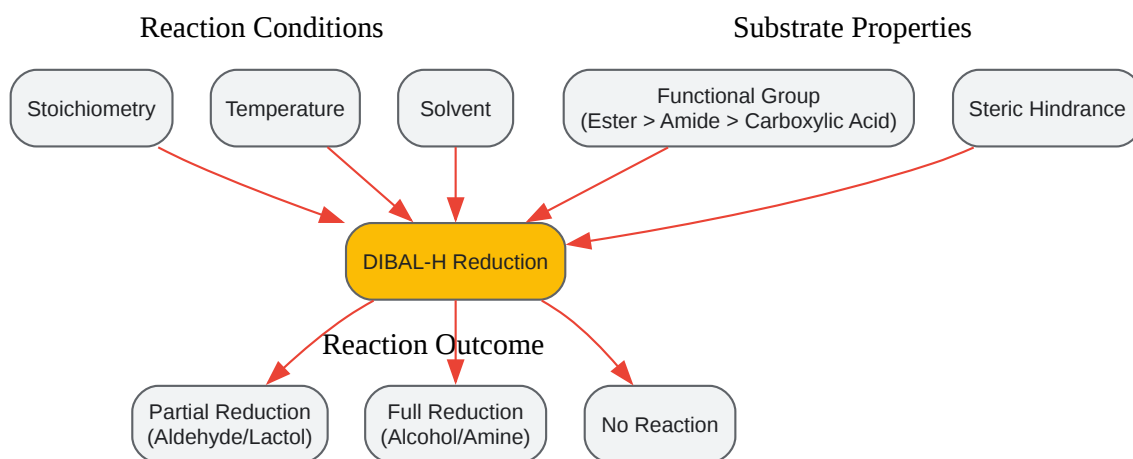 Reaction Conditions
Substrate Properties
Stoichiometry
Temperature
Solvent
Functional Group
(Ester > Amide > Carboxylic Acid)
Steric Hindrance
DIBAL-H Reduction
Reaction Outcome
Partial Reduction
(Aldehyde/Lactol)
Full Reduction
(Alcohol/Amine)
No Reaction